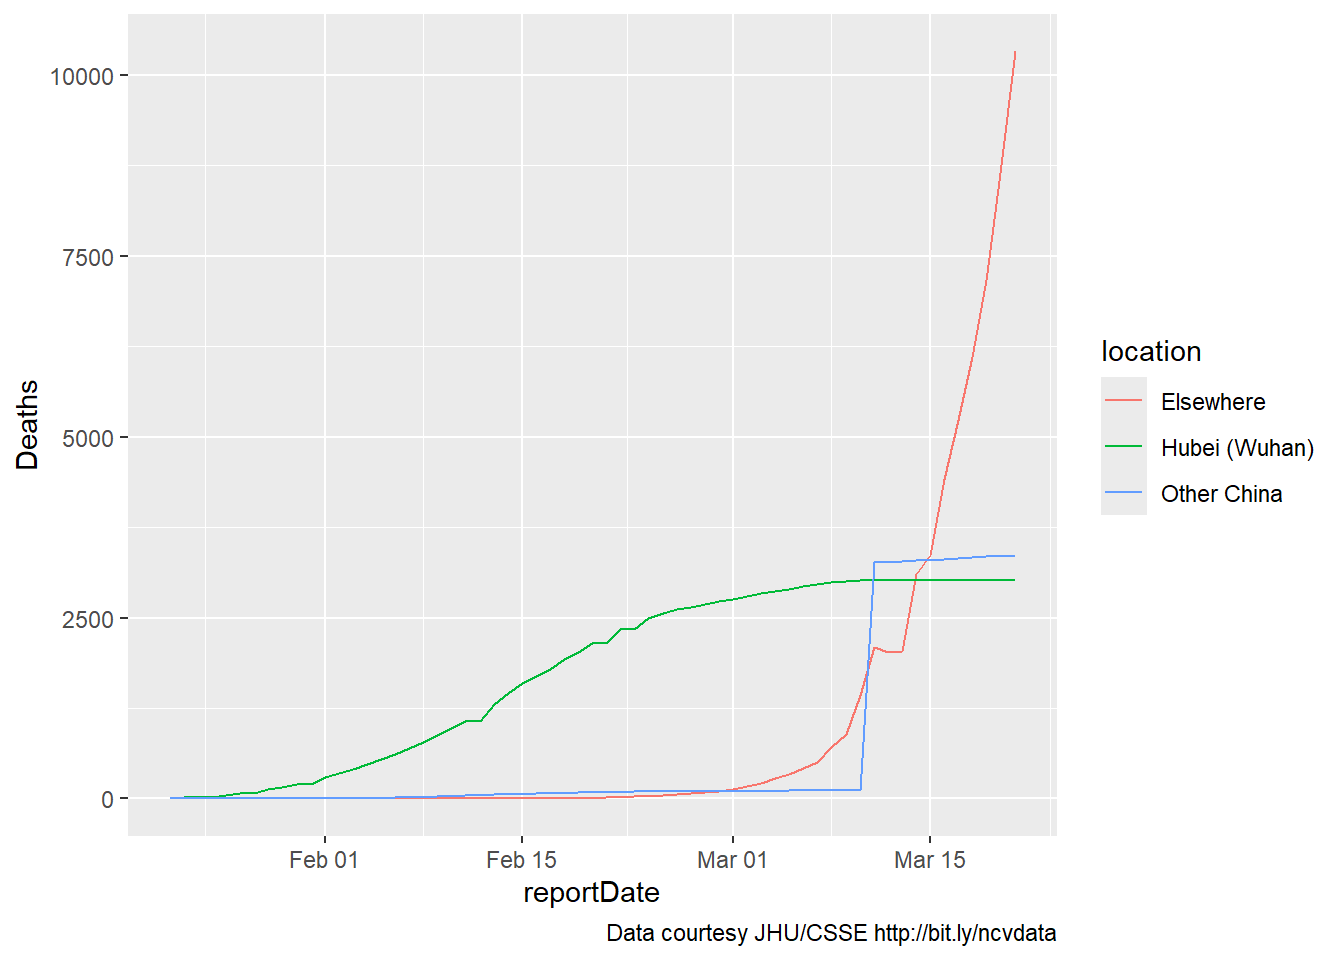 10000
7500
5000
2500
0
Deaths
Feb 01
Feb 15
Mar 01
Mar 15
reportDate
location
Elsewhere
Hubei (Wuhan)
Other China
Data courtesy JHU/CSSE http://bit.ly/ncvdata